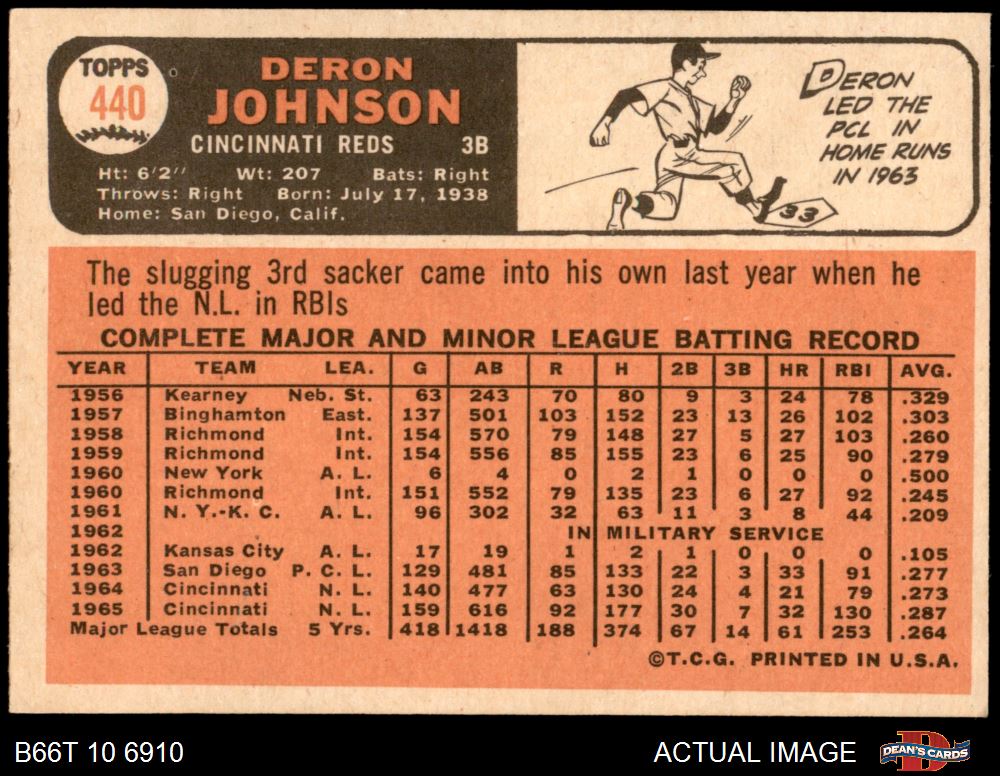 TOPPS
440
DERON
JOHNSON
CINCINNATI REDS 3B
Ht: 6'2" Wt: 207 Bats: Right
Throws: Right Born: July 17, 1938
Home: San Diego, Calif.
DERON
LED THE
PCL IN
HOME RUNS
IN 1963
33
The slugging 3rd sacker came into his own last year when he
led the N.L. in RBIs
COMPLETE MAJOR AND MINOR LEAGUE BATTING RECORD
YEAR TEAM LEA. G AB R H 2B 3B HR RBI AVG.
1956 Kearney Neb. St. 63 243 70 80 9 3 24 78 .329
1957 Binghamton East. 137 501 103 152 23 13 26 102 .303
1958 Richmond Int. 154 570 79 148 27 5 27 103 .260
1959 Richmond Int. 154 556 85 155 23 6 25 90 .279
1960 New York A. L. 6 4 0 2 1 0 0 0 .500
1960 Richmond Int. 151 552 79 135 23 6 27 92 .245
1961 N. Y.-K. C. A. L. 96 302 32 63 11 3 8 44 .209
1962 IN MILITARY SERVICE
1962 Kansas City A. L. 17 19 1 2 1 0 0 0 .105
1963 San Diego P. C. L. 129 481 85 133 22 3 33 91 .277
1964 Cincinnati N. L. 140 477 63 130 24 4 21 79 .273
1965 Cincinnati N. L. 159 616 92 177 30 7 32 130 .287
Major League Totals 5 Yrs. 418 1418 188 374 67 14 61 253 .264
©T.C.G. PRINTED IN U.S.A.
B66T 10 6910 ACTUAL IMAGE DEAN'S CARDS